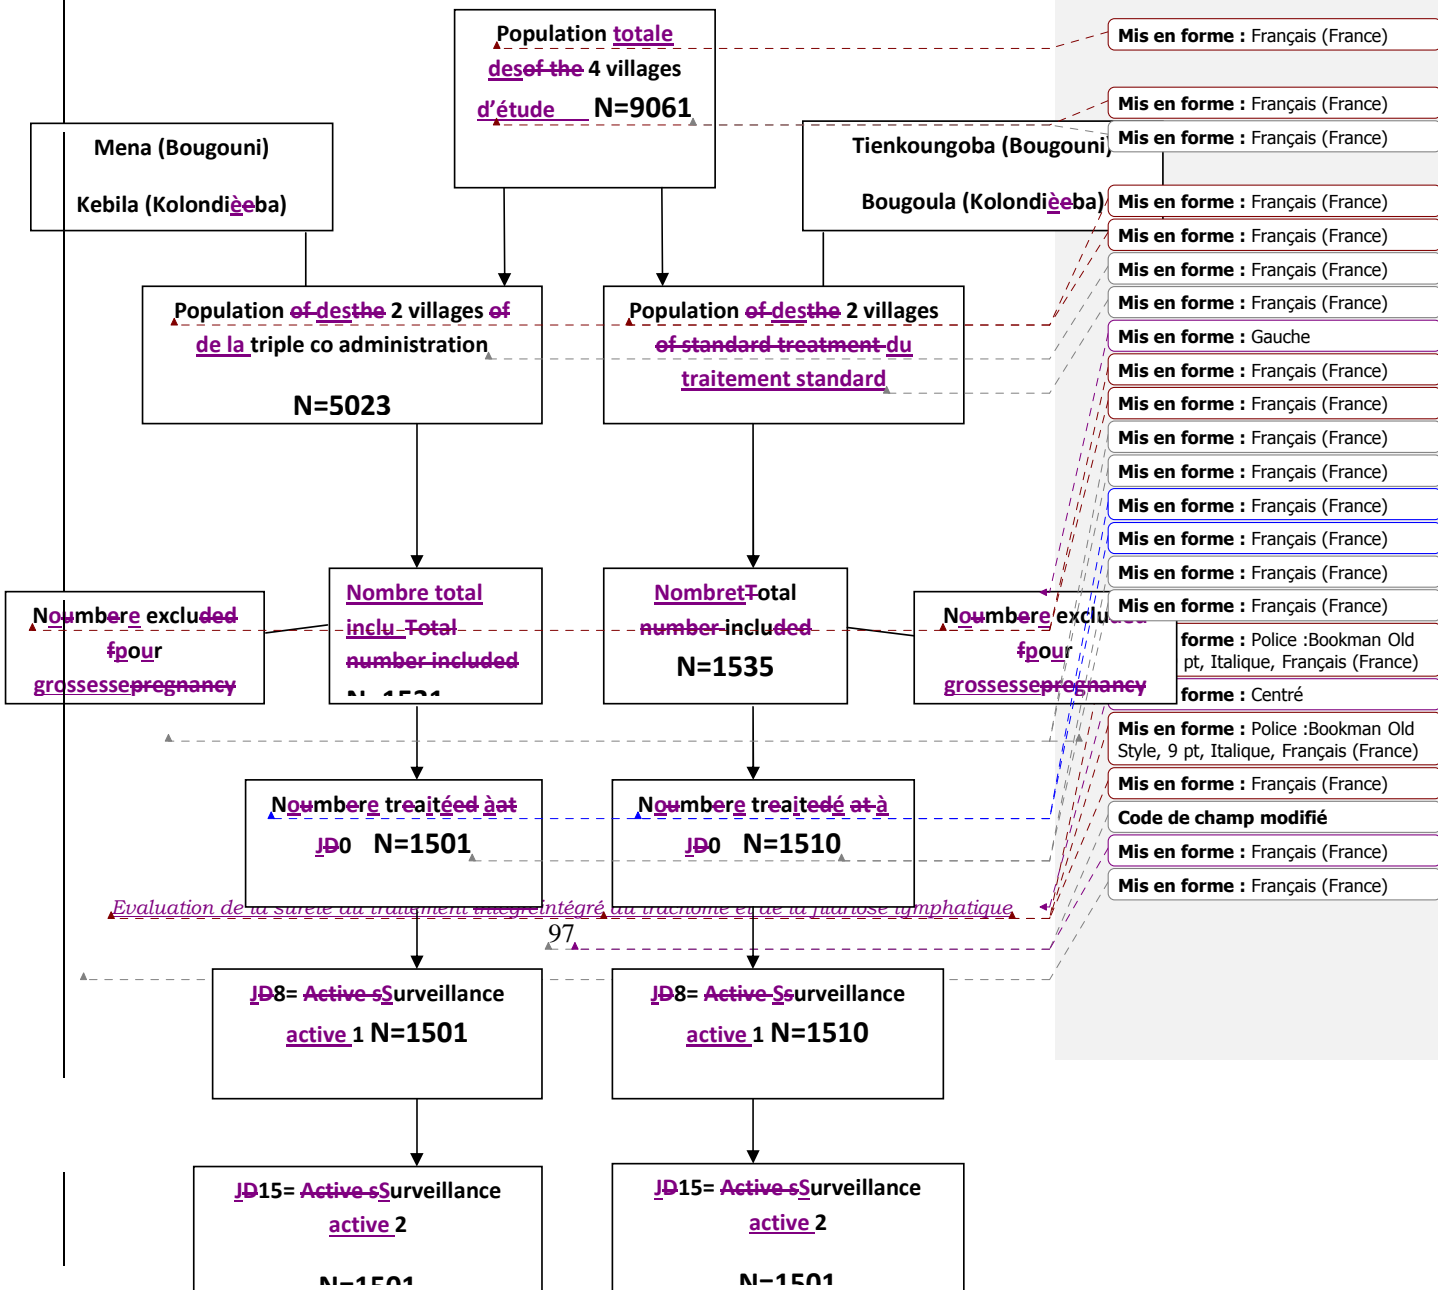 Population totale
desof the 4 villages
d’étude N=9061
Mena (Bougouni)
Kebila (Kolondièeba)
Tienkoungoba (Bougouni)
Bougoula (Kolondièeba)
Population of desthe 2 villages of
de la triple co administration
N=5023
Population of desthe 2 villages
of standard treatment du
traitement standard
Noumbere excluded
fpour
grossessepregnancy
Nombre total
inclu Total
number included
NombretTotal
number included
N=1535
Noumbere excluded
fpour
grossessepregnancy
Noumbere treaitéed àat
JD0 N=1501
Noumbere treaitedé at à
JD0 N=1510
Evaluation de la sûreté du traitement intégréintégré du trachome et de la filariose lymphatique
97
JD8= Active sSurveillance
active 1 N=1501
JD8= Active Ssurveillance
active 1 N=1510
JD15= Active sSurveillance
active 2
N=1501
JD15= Active sSurveillance
active 2
N=1501
Mis en forme : Français (France)
Mis en forme : Français (France)
Mis en forme : Français (France)
Mis en forme : Français (France)
Mis en forme : Français (France)
Mis en forme : Français (France)
Mis en forme : Français (France)
Mis en forme : Gauche
Mis en forme : Français (France)
Mis en forme : Français (France)
Mis en forme : Français (France)
Mis en forme : Français (France)
Mis en forme : Français (France)
Mis en forme : Français (France)
Mis en forme : Français (France)
Mis en forme : Français (France)
forme : Police :Bookman Old
pt, Italique, Français (France)
forme : Centré
Mis en forme : Police :Bookman Old
Style, 9 pt, Italique, Français (France)
Mis en forme : Français (France)
Code de champ modifié
Mis en forme : Français (France)
Mis en forme : Français (France)